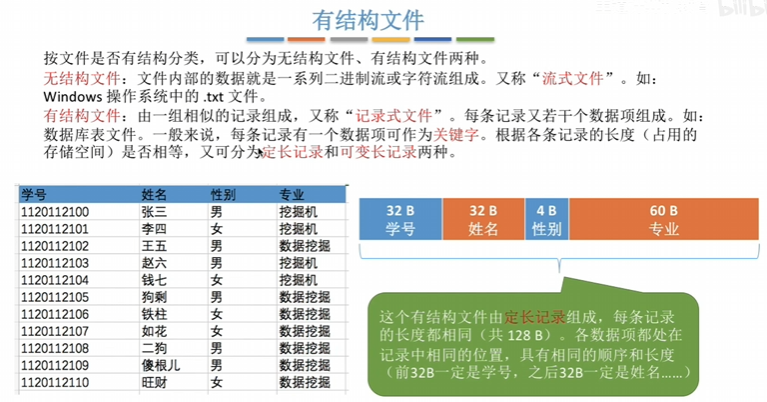 有结构文件
bilibili
按文件是否有结构分类，可以分为无结构文件、有结构文件两种。
无结构文件：文件内部的数据就是一系列二进制流或字符流组成。又称“流式文件”。如：
Windows 操作系统中的 .txt 文件。
有结构文件：由一组相似的记录组成，又称“记录式文件”。每条记录又若干个数据项组成。如：
数据库表文件。一般来说，每条记录有一个数据项可作为关键字。根据各条记录的长度（占用的
存储空间）是否相等，又可分为定长记录和可变长记录两种。
学号 姓名 性别 专业
1120112100 张三 男 挖掘机
1120112101 李四 女 挖掘机
1120112102 王五 男 数据挖掘
1120112103 赵六 男 挖掘机
1120112104 钱七 女 挖掘机
1120112105 狗剩 男 数据挖掘
1120112106 铁柱 女 数据挖掘
1120112107 如花 女 数据挖掘
1120112108 二狗 男 数据挖掘
1120112109 傻根儿 男 数据挖掘
1120112110 旺财 女 数据挖掘
32 B 32 B 4 B 60 B
学号 姓名 性别 专业
这个有结构文件由定长记录组成，每条记录
的长度都相同（共 128 B）。各数据项都处在
记录中相同的位置，具有相同的顺序和长度
（前32B一定是学号，之后32B一定是姓名……）